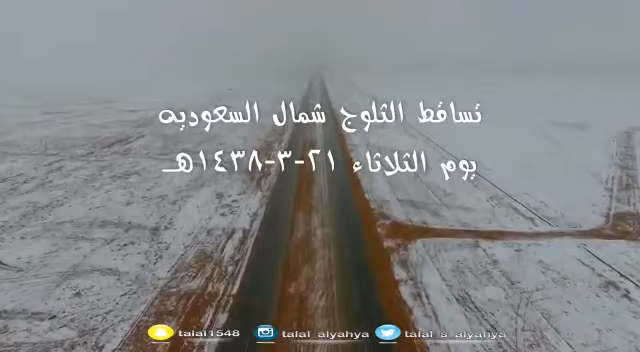 تساقط الثلوج شمال السعوديه
يوم الثلاثاء ٢١-٣-١٤٣٨هـ
talal1548 talal_alyahya talal_s_alyahya